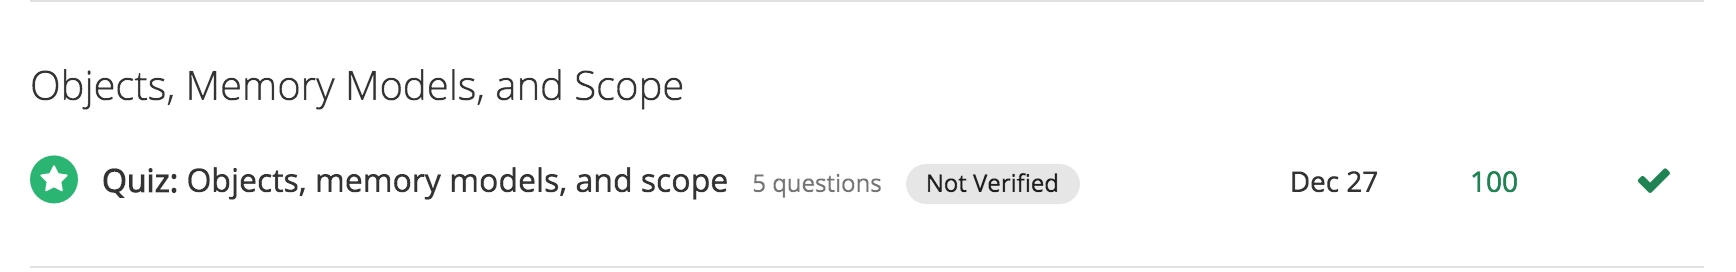 Objects, Memory Models, and Scope
Quiz: Objects, memory models, and scope 5 questions Not Verified Dec 27 100